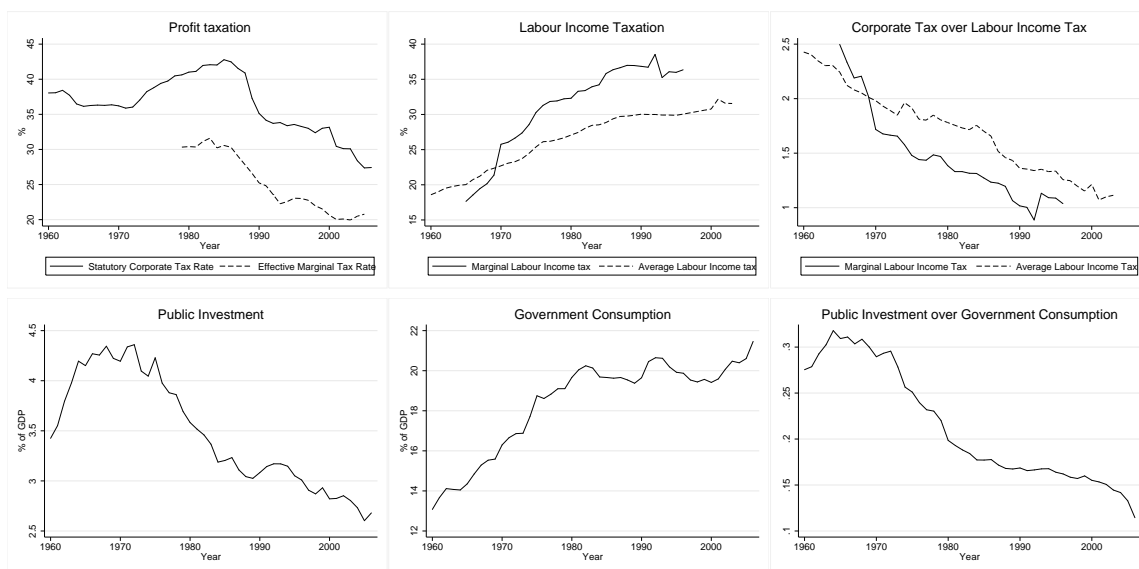 Profit taxation
45
40
35
30
25
20
%
1960 1970 1980 1990 2000
Year
Statutory Corporate Tax Rate Effective Marginal Tax Rate
Labour Income Taxation
40
35
30
25
20
15
%
1960 1970 1980 1990 2000
Year
Marginal Labour Income tax Average Labour Income tax
Corporate Tax over Labour Income Tax
2.5
2
1.5
1
1960 1970 1980 1990 2000
Year
Marginal Labour Income Tax Average Labour Income Tax
Public Investment
4.5
4
3.5
3
2.5
% of GDP
1960 1970 1980 1990 2000
Year
Government Consumption
22
20
18
16
14
12
% of GDP
1960 1970 1980 1990 2000
Year
Public Investment over Government Consumption
.3
.25
.2
.15
.1
1960 1970 1980 1990 2000
Year